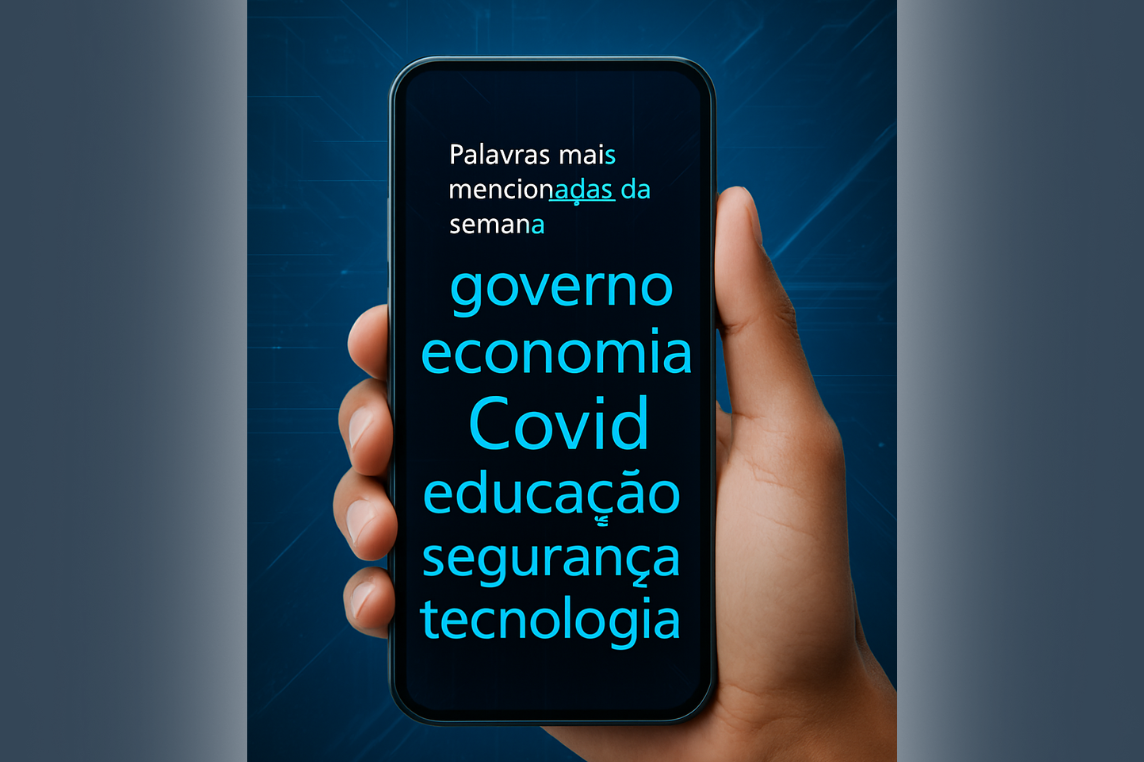 Palavras mais
mencionadas da
semana
governo
economia
Covid
educação
segurança
tecnologia